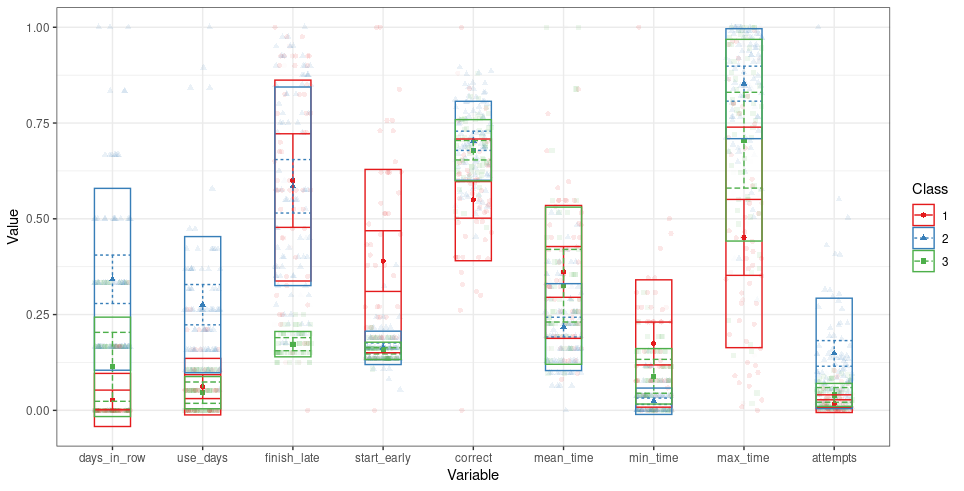 1.00
0.75
0.50
0.25
0.00
Value
days_in_row use_days finish_late start_early correct mean_time min_time max_time attempts
Variable
Class
1
2
3